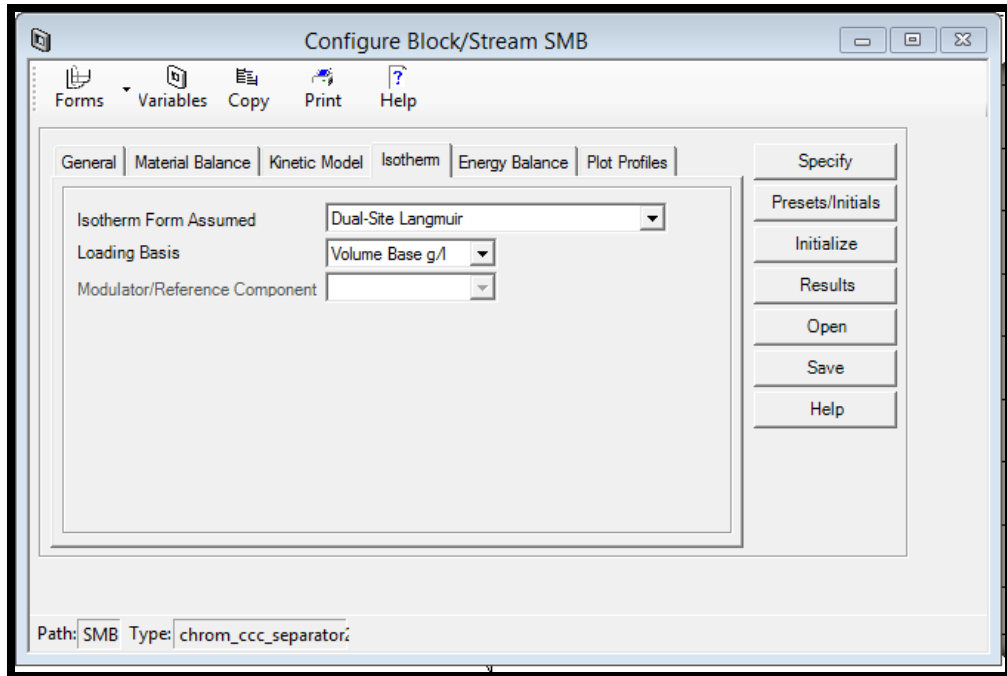 Configure Block/Stream SMB
Forms Variables Copy Print Help
General Material Balance Kinetic Model Isotherm Energy Balance Plot Profiles
Isotherm Form Assumed Dual-Site Langmuir
Loading Basis Volume Base g/l
Modulator/Reference Component
Specify
Presets/Initials
Initialize
Results
Open
Save
Help
Path: SMB Type: chrom_ccc_separator2